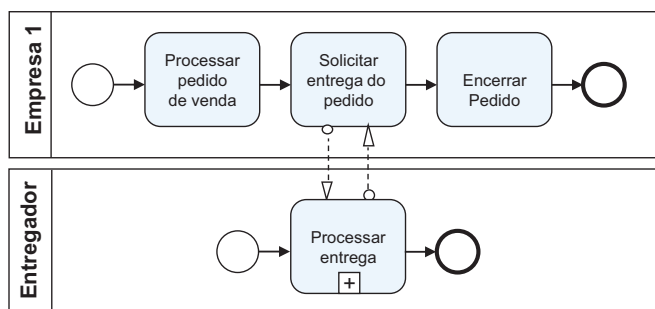 Empresa 1
Processar
pedido
de venda
Solicitar
entrega do
pedido
Encerrar
Pedido
Entregador
Processar
entrega
+